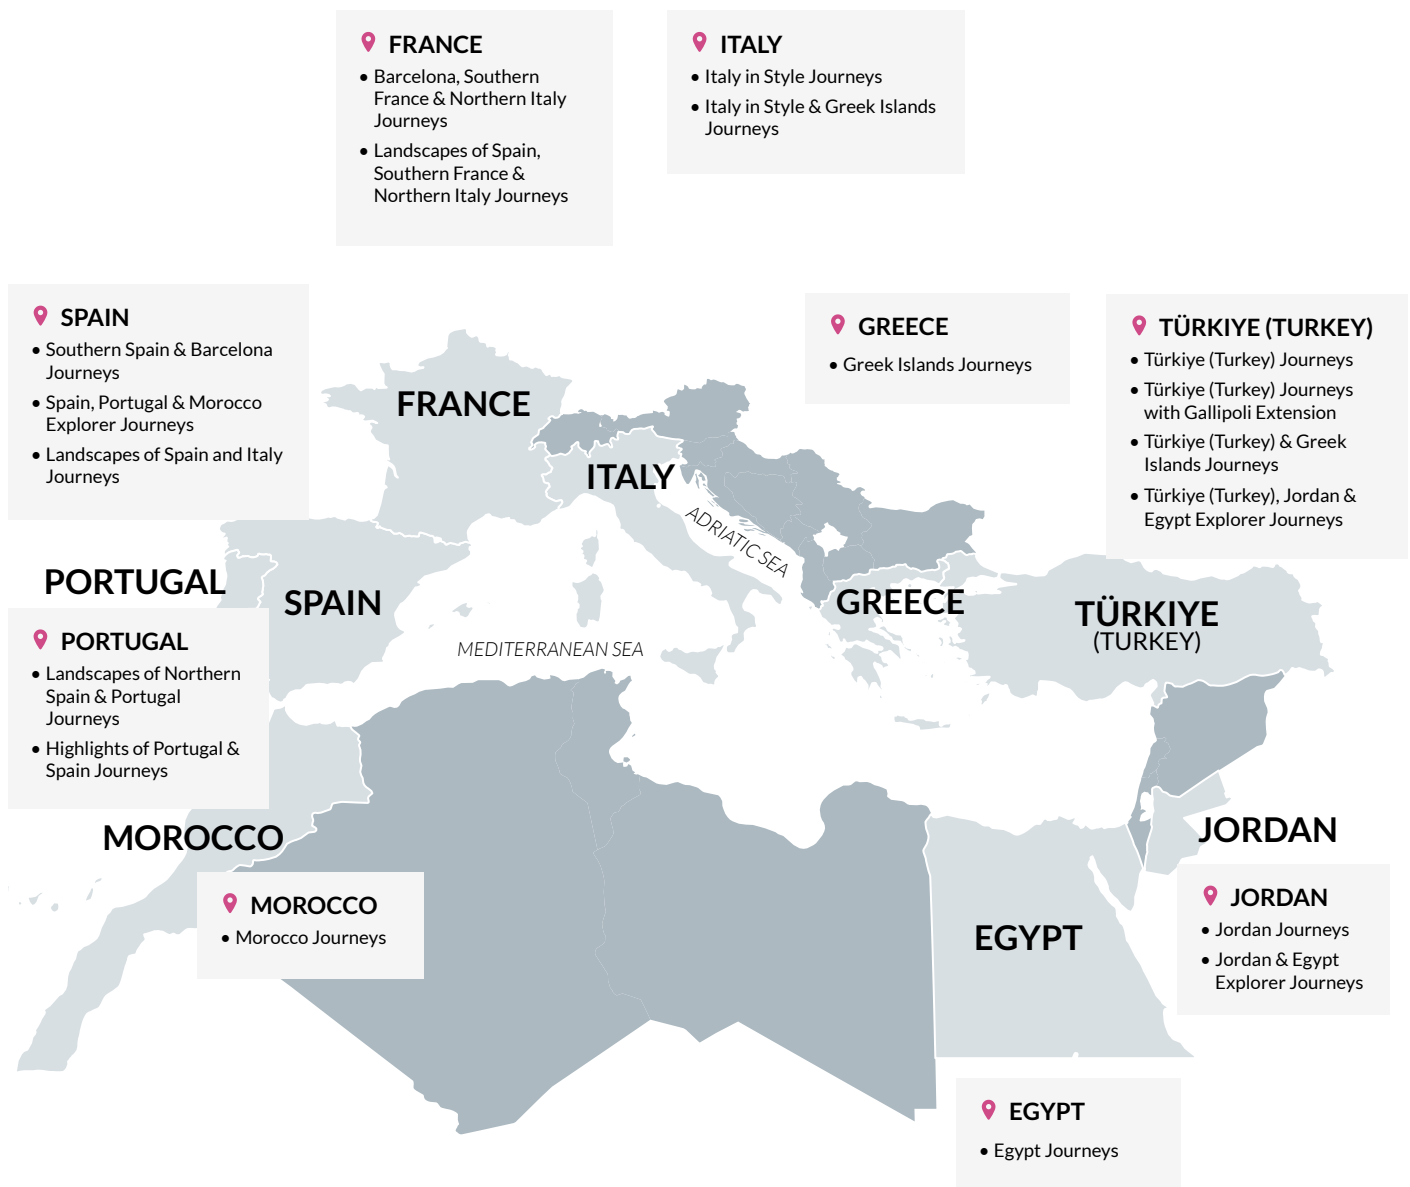 FRANCE
• Barcelona, Southern
France & Northern Italy
Journeys
• Landscapes of Spain,
Southern France &
Northern Italy Journeys
ITALY
• Italy in Style Journeys
• Italy in Style & Greek Islands
Journeys
SPAIN
• Southern Spain & Barcelona
Journeys
• Spain, Portugal & Morocco
Explorer Journeys
• Landscapes of Spain and Italy
Journeys
GREECE
• Greek Islands Journeys
TÜRKIYE (TURKEY)
• Türkiye (Turkey) Journeys
• Türkiye (Turkey) Journeys
with Gallipoli Extension
• Türkiye (Turkey) & Greek
Islands Journeys
• Türkiye (Turkey), Jordan &
Egypt Explorer Journeys
FRANCE
ITALY
ADRIATIC SEA
PORTUGAL
SPAIN
GREECE
TÜRKIYE
(TURKEY)
MEDITERRANEAN SEA
PORTUGAL
• Landscapes of Northern
Spain & Portugal
Journeys
• Highlights of Portugal &
Spain Journeys
MOROCCO
JORDAN
MOROCCO
• Morocco Journeys
EGYPT
JORDAN
• Jordan Journeys
• Jordan & Egypt
Explorer Journeys
EGYPT
• Egypt Journeys